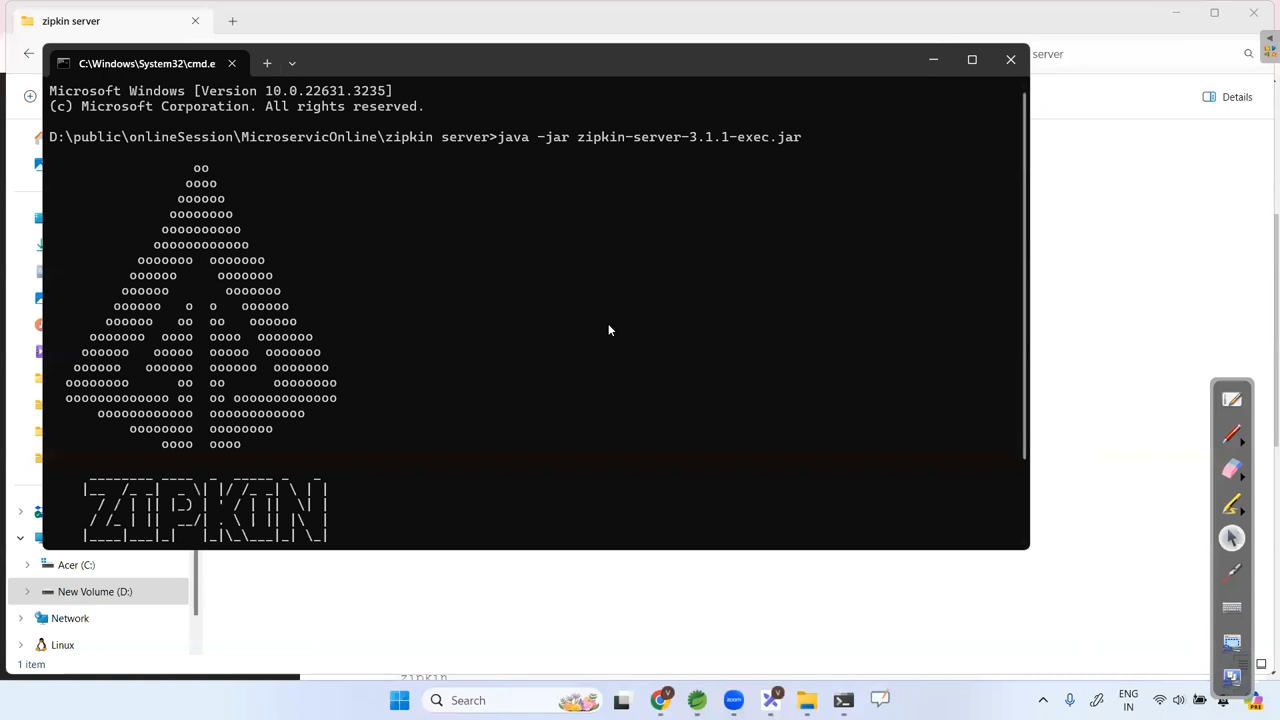 zipkin server
server
C:\Windows\System32\cmd.e
Details
Microsoft Windows [Version 10.0.22631.3235]
(c) Microsoft Corporation. All rights reserved.
D:\public\onlineSession\MicroservicOnline\zipkin server>java -jar zipkin-server-3.1.1-exec.jar
ZIPKIN
Acer (C:)
New Volume (D:)
Network
Linux
1 item
zipkin
Search
ENG
IN